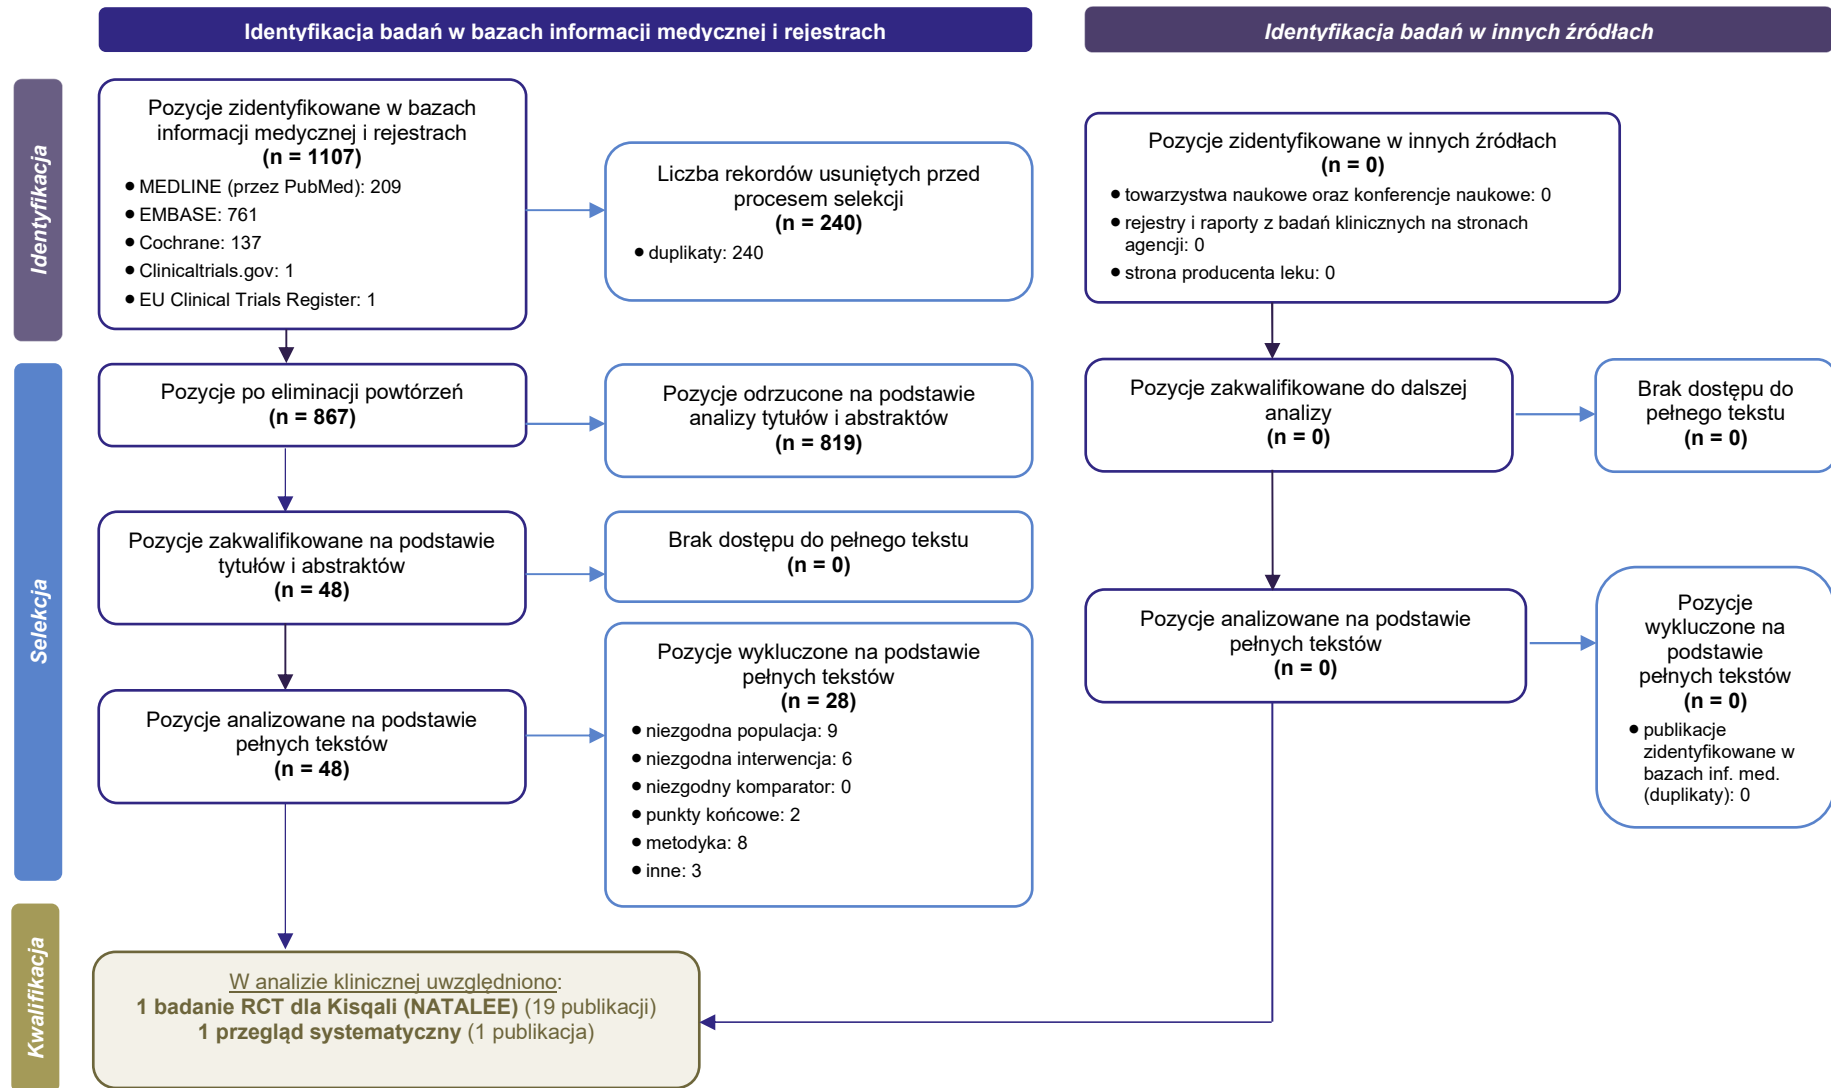 Identyfikacja badań w bazach informacji medycznej i rejestrach
Identyfikacja badań w innych źródłach
Identyfikacja
Pozycje zidentyfikowane w bazach
informacji medycznej i rejestrach
(n = 1107)
● MEDLINE (przez PubMed): 209
● EMBASE: 761
● Cochrane: 137
● Clinicaltrials.gov: 1
● EU Clinical Trials Register: 1
Liczba rekordów usuniętych przed
procesem selekcji
(n = 240)
● duplikaty: 240
Pozycje zidentyfikowane w innych źródłach
(n = 0)
● towarzystwa naukowe oraz konferencje naukowe: 0
● rejestry i raporty z badań klinicznych na stronach
agencji: 0
● strona producenta leku: 0
Selekcja
Pozycje po eliminacji powtórzeń
(n = 867)
Pozycje odrzucone na podstawie
analizy tytułów i abstraktów
(n = 819)
Pozycje zakwalifikowane do dalszej
analizy
(n = 0)
Brak dostępu do
pełnego tekstu
(n = 0)
Pozycje zakwalifikowane na podstawie
tytułów i abstraktów
(n = 48)
Brak dostępu do pełnego tekstu
(n = 0)
Pozycje analizowane na podstawie
pełnych tekstów
(n = 0)
Pozycje
wykluczone na
podstawie
pełnych tekstów
(n = 0)
● publikacje
zidentyfikowane w
bazach inf. med.
(duplikaty): 0
Pozycje analizowane na podstawie
pełnych tekstów
(n = 48)
Pozycje wykluczone na podstawie
pełnych tekstów
(n = 28)
● niezgodna populacja: 9
● niezgodna interwencja: 6
● niezgodny komparator: 0
● punkty końcowe: 2
● metodyka: 8
● inne: 3
Kwalifikacja
W analizie klinicznej uwzględniono:
1 badanie RCT dla Kisqali (NATALEE) (19 publikacji)
1 przegląd systematyczny (1 publikacja)